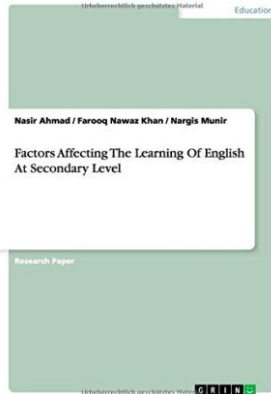 Urheberrechtlich geschütztes Material
Education
Nasir Ahmad / Farooq Nawaz Khan / Nargis Munir
Factors Affecting The Learning Of English
At Secondary Level
Research Paper
Urheberrechtlich geschütztes Material
GRIN